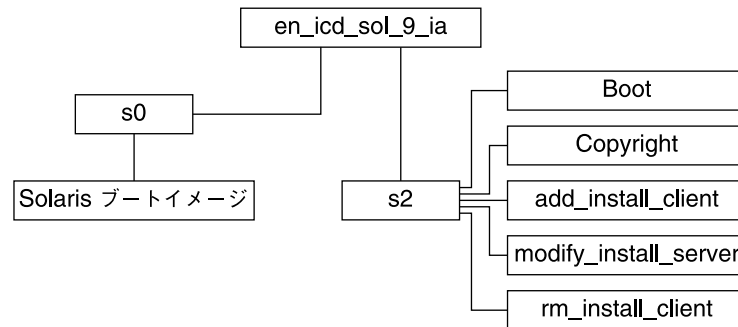 en_icd_sol_9_ia
s0
Solaris ブートイメージ
s2
Boot
Copyright
add_install_client
modify_install_server
rm_install_client